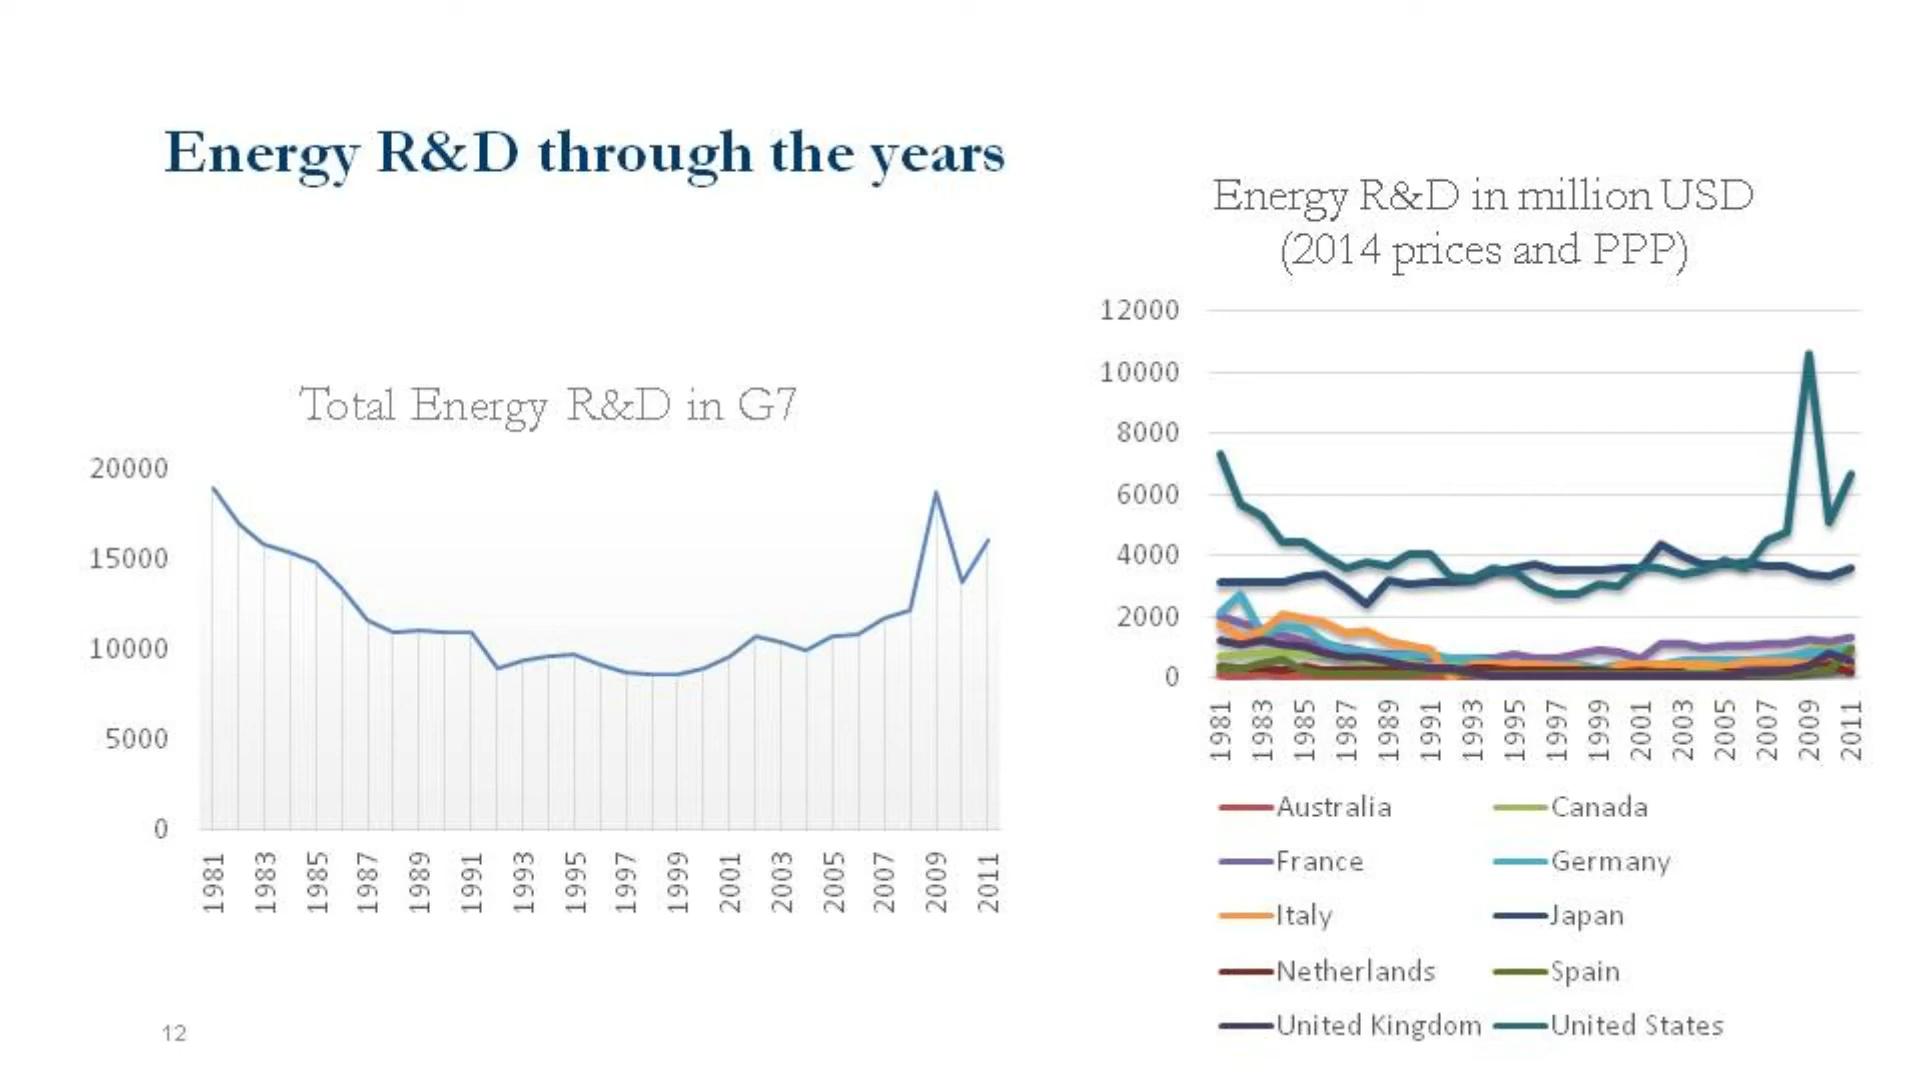 Energy R&D through the years
Total Energy R&D in G7
20000
15000
10000
5000
0
1981 1983 1985 1987 1989 1991 1993 1995 1997 1999 2001 2003 2005 2007 2009 2011
Energy R&D in million USD
(2014 prices and PPP)
12000
10000
8000
6000
4000
2000
0
1981 1983 1985 1987 1989 1991 1993 1995 1997 1999 2001 2003 2005 2007 2009 2011
Australia Canada
France Germany
Italy Japan
Netherlands Spain
United Kingdom United States
12